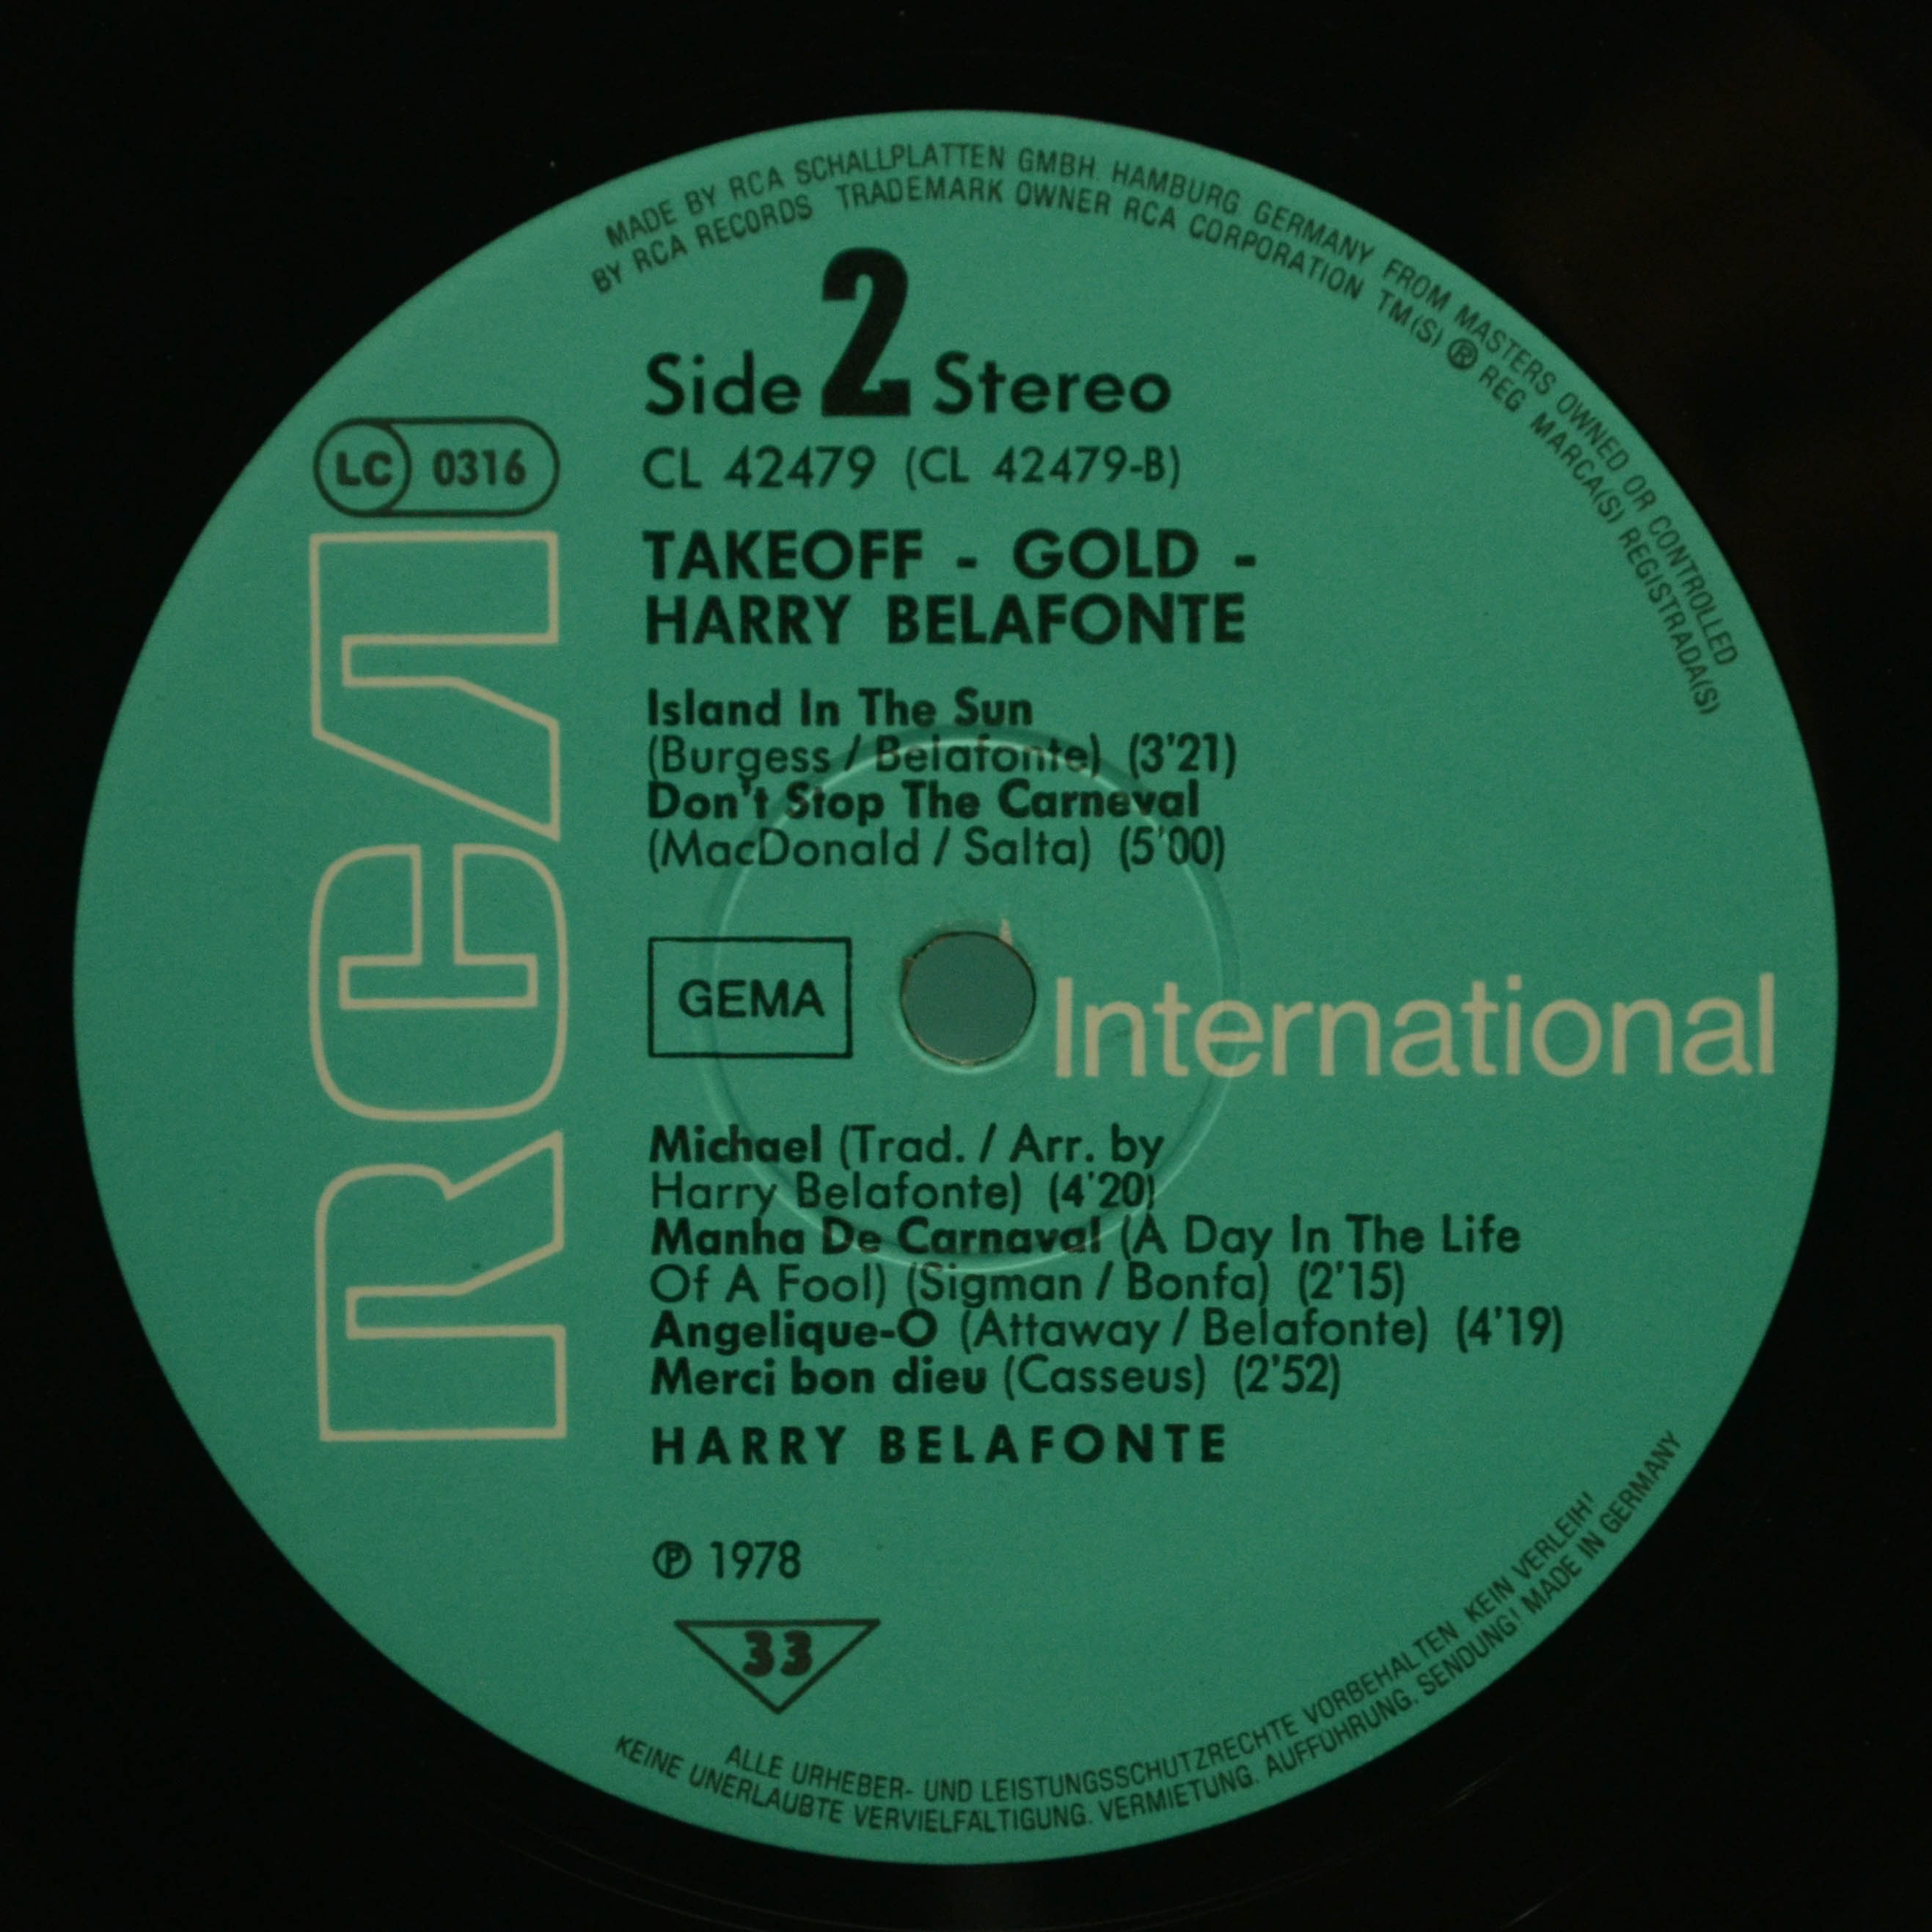 MADE BY RCA SCHALLPLATTEN GMBH. HAMBURG GERMANY FROM MASTERS OWNED OR CONTROLLED
BY RCA RECORDS TRADEMARK OWNER RCA CORPORATION TM(S) ® REG MARCA(S) REGISTRADA(S)
Side 2 Stereo
LC 0316
CL 42479 (CL 42479-B)
TAKEOFF - GOLD -
HARRY BELAFONTE
RCA
Island In The Sun
(Burgess / Belafonte) (3'21)
Don't Stop The Carneval
(MacDonald / Salta) (5'00)
GEMA
International
Michael (Trad. / Arr. by
Harry Belafonte) (4'20)
Manha De Carnaval (A Day In The Life
Of A Fool) (Sigman / Bonfa) (2'15)
Angelique-O (Attaway / Belafonte) (4'19)
Merci bon dieu (Casseus) (2'52)
HARRY BELAFONTE
℗ 1978
33
ALLE URHEBER- UND LEISTUNGSSCHUTZRECHTE VORBEHALTEN. KEIN VERLEIH!
KEINE UNERLAUBTE VERVIELFÄLTIGUNG. VERMIETUNG. AUFFÜHRUNG. SENDUNG! MADE IN GERMANY